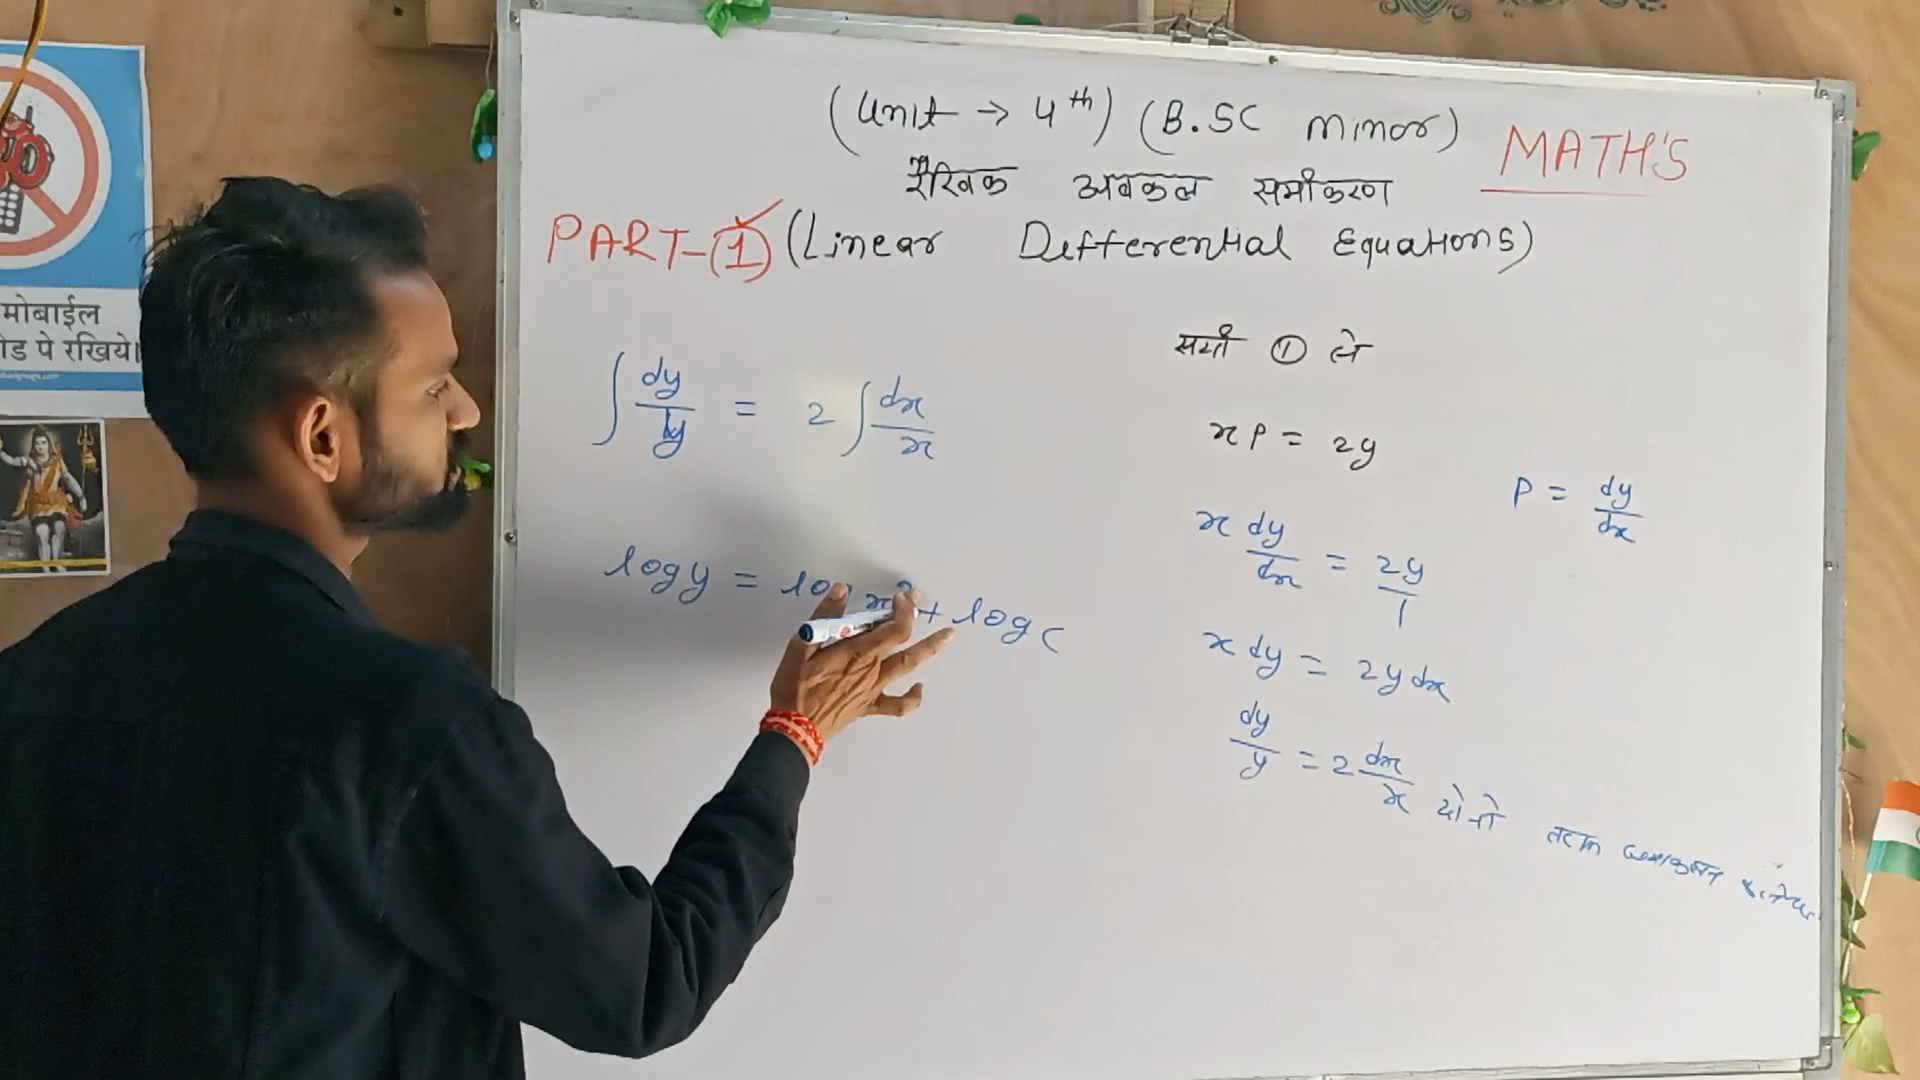 (Unit → 4th) (B.SC minor) MATH'S
रैखिक अवकल समीकरण
PART-(1) (Linear Differential Equations)
∫ dy/y = 2 ∫ dx/x
log y = log x² + log c
समी ① से
xp = 2y
p = dy/dx
x dy/dx = 2y/1
x dy = 2y dx
dy/y = 2 dx/x दोनो
मोबाईल
पे रखिये।